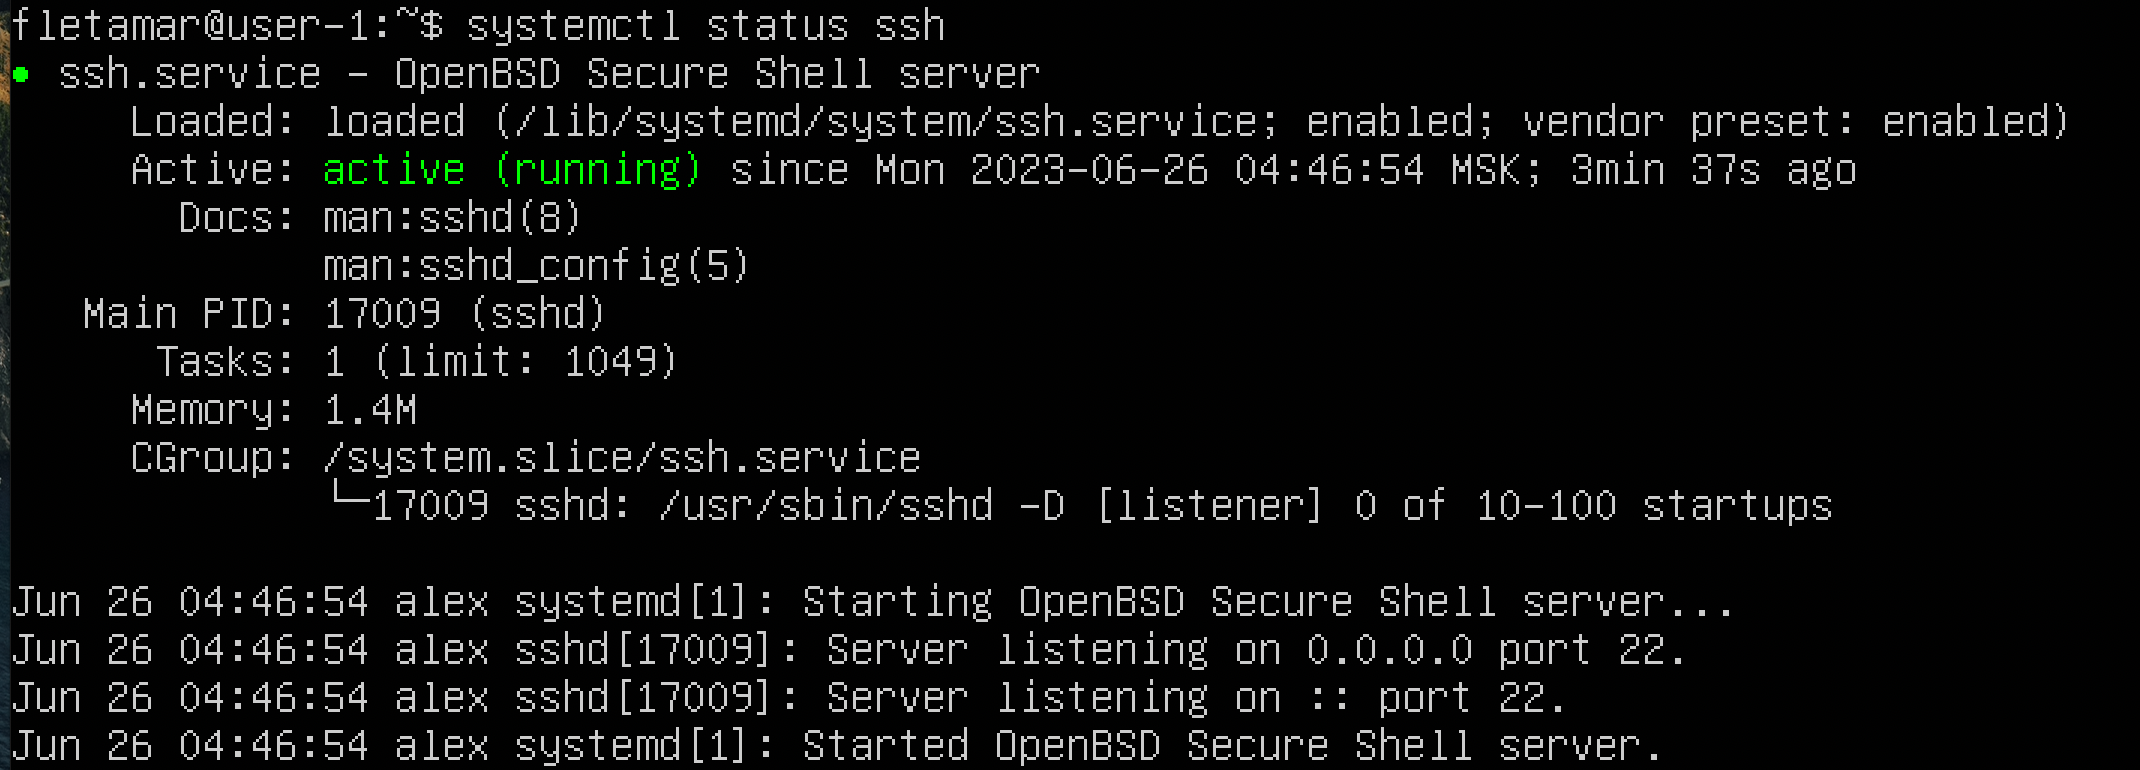 fletamar@user-1:~$ systemctl status ssh
● ssh.service - OpenBSD Secure Shell server
     Loaded: loaded (/lib/systemd/system/ssh.service; enabled; vendor preset: enabled)
     Active: active (running) since Mon 2023-06-26 04:46:54 MSK; 3min 37s ago
       Docs: man:sshd(8)
             man:sshd_config(5)
   Main PID: 17009 (sshd)
      Tasks: 1 (limit: 1049)
     Memory: 1.4M
     CGroup: /system.slice/ssh.service
             └─17009 sshd: /usr/sbin/sshd -D [listener] 0 of 10-100 startups
Jun 26 04:46:54 alex systemd[1]: Starting OpenBSD Secure Shell server...
Jun 26 04:46:54 alex sshd[17009]: Server listening on 0.0.0.0 port 22.
Jun 26 04:46:54 alex sshd[17009]: Server listening on :: port 22.
Jun 26 04:46:54 alex systemd[1]: Started OpenBSD Secure Shell server.